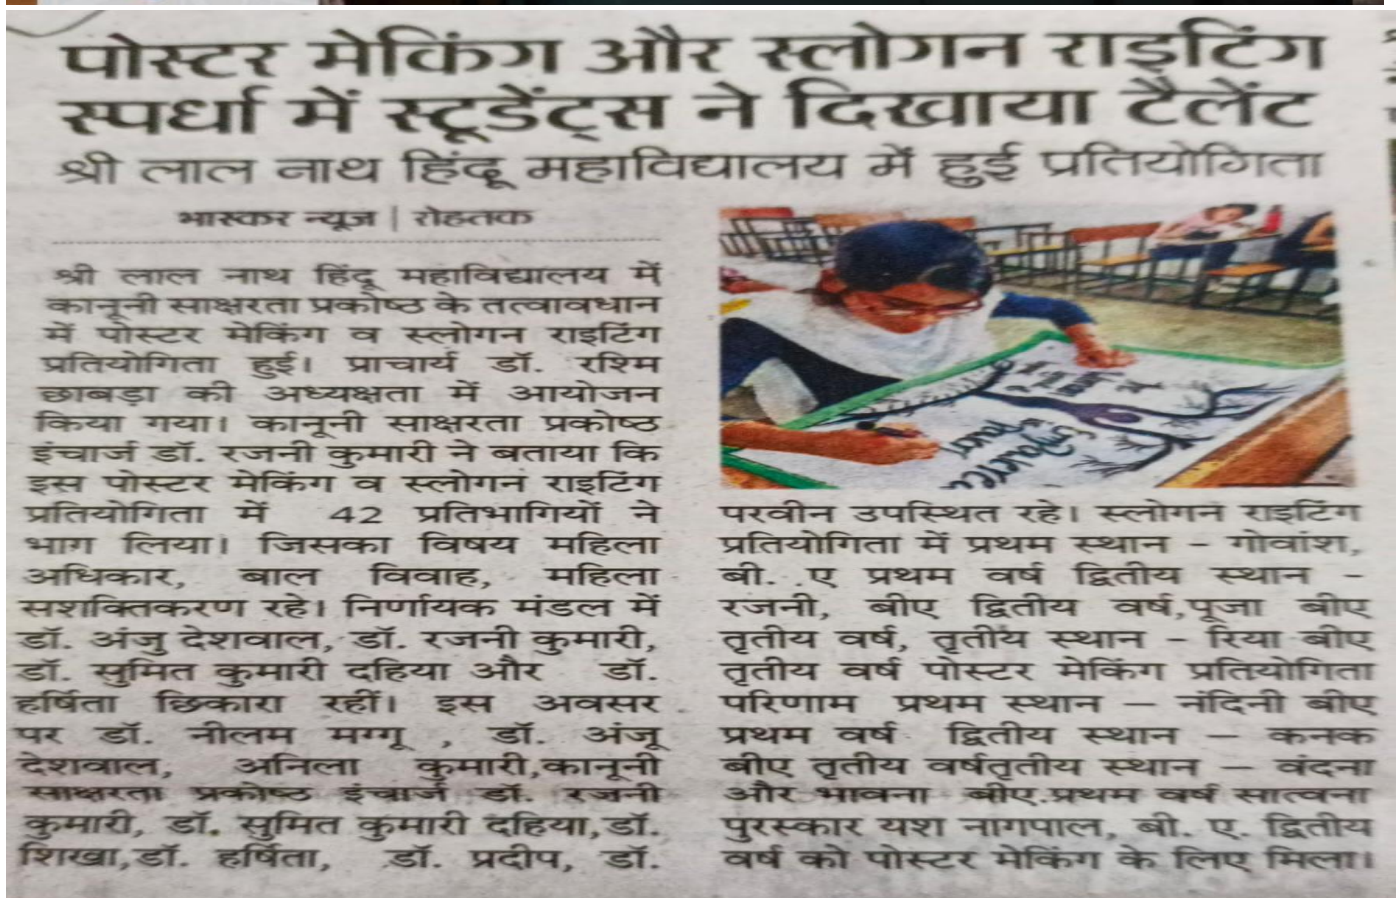 पोस्टर मेकिंग और स्लोगन राइटिंग
स्पर्धा में स्टूडेंट्स ने दिखाया टैलेंट
श्री लाल नाथ हिंदू महाविद्यालय में हुई प्रतियोगिता
भास्कर न्यूज | रोहतक
श्री लाल नाथ हिंदू महाविद्यालय में
कानूनी साक्षरता प्रकोष्ठ के तत्वावधान
में पोस्टर मेकिंग व स्लोगन राइटिंग
प्रतियोगिता हुई। प्राचार्य डॉ. रश्मि
छाबड़ा की अध्यक्षता में आयोजन
किया गया। कानूनी साक्षरता प्रकोष्ठ
इंचार्ज डॉ. रजनी कुमारी ने बताया कि
इस पोस्टर मेकिंग व स्लोगन राइटिंग
प्रतियोगिता में 42 प्रतिभागियों ने
भाग लिया। जिसका विषय महिला
अधिकार, बाल विवाह, महिला
सशक्तिकरण रहे। निर्णायक मंडल में
डॉ. अंजु देशवाल, डॉ. रजनी कुमारी,
डॉ. सुमित कुमारी दहिया और डॉ.
हर्षिता छिकारा रहीं। इस अवसर
पर डॉ. नीलम मग्गू , डॉ. अंजू
देशवाल, अनिला कुमारी,कानूनी
साक्षरता प्रकोष्ठ इंचार्ज डॉ. रजनी
कुमारी, डॉ. सुमित कुमारी दहिया,डॉ.
शिखा,डॉ. हर्षिता, डॉ. प्रदीप, डॉ.
परवीन उपस्थित रहे। स्लोगन राइटिंग
प्रतियोगिता में प्रथम स्थान - गोवांश,
बी. ए प्रथम वर्ष द्वितीय स्थान -
रजनी, बीए द्वितीय वर्ष,पूजा बीए
तृतीय वर्ष, तृतीय स्थान - रिया बीए
तृतीय वर्ष पोस्टर मेकिंग प्रतियोगिता
परिणाम प्रथम स्थान – नंदिनी बीए
प्रथम वर्ष द्वितीय स्थान – कनक
बीए तृतीय वर्षतृतीय स्थान – वंदना
और भावना बीए.प्रथम वर्ष सात्वना
पुरस्कार यश नागपाल, बी. ए. द्वितीय
वर्ष को पोस्टर मेकिंग के लिए मिला।